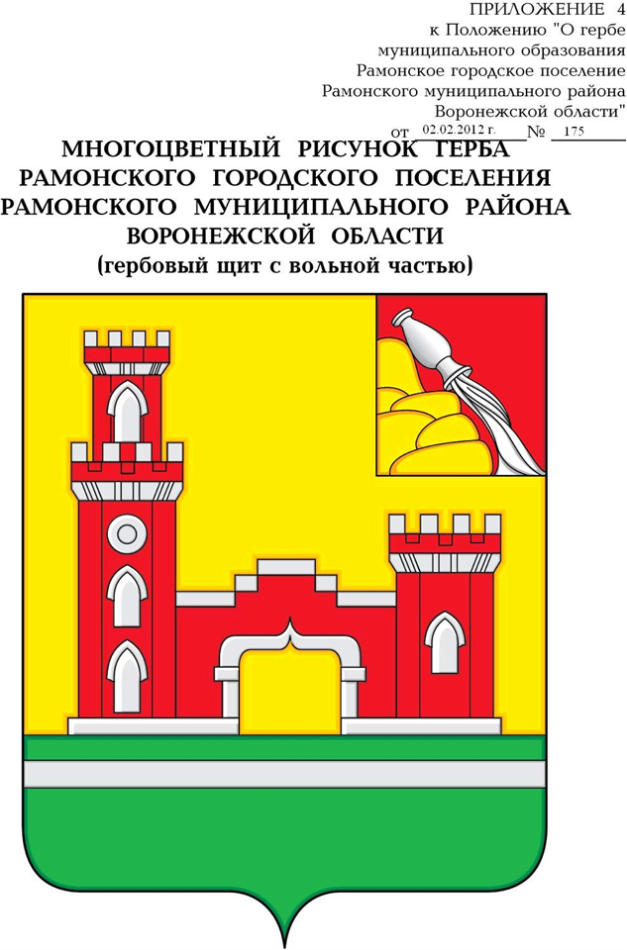 ПРИЛОЖЕНИЕ 4
к Положению "О гербе
муниципального образования
Рамонское городское поселение
Рамонского муниципального района
Воронежской области"
от 02.02.2012 г. № 175
МНОГОЦВЕТНЫЙ РИСУНОК ГЕРБА
РАМОНСКОГО ГОРОДСКОГО ПОСЕЛЕНИЯ
РАМОНСКОГО МУНИЦИПАЛЬНОГО РАЙОНА
ВОРОНЕЖСКОЙ ОБЛАСТИ
(гербовый щит с вольной частью)